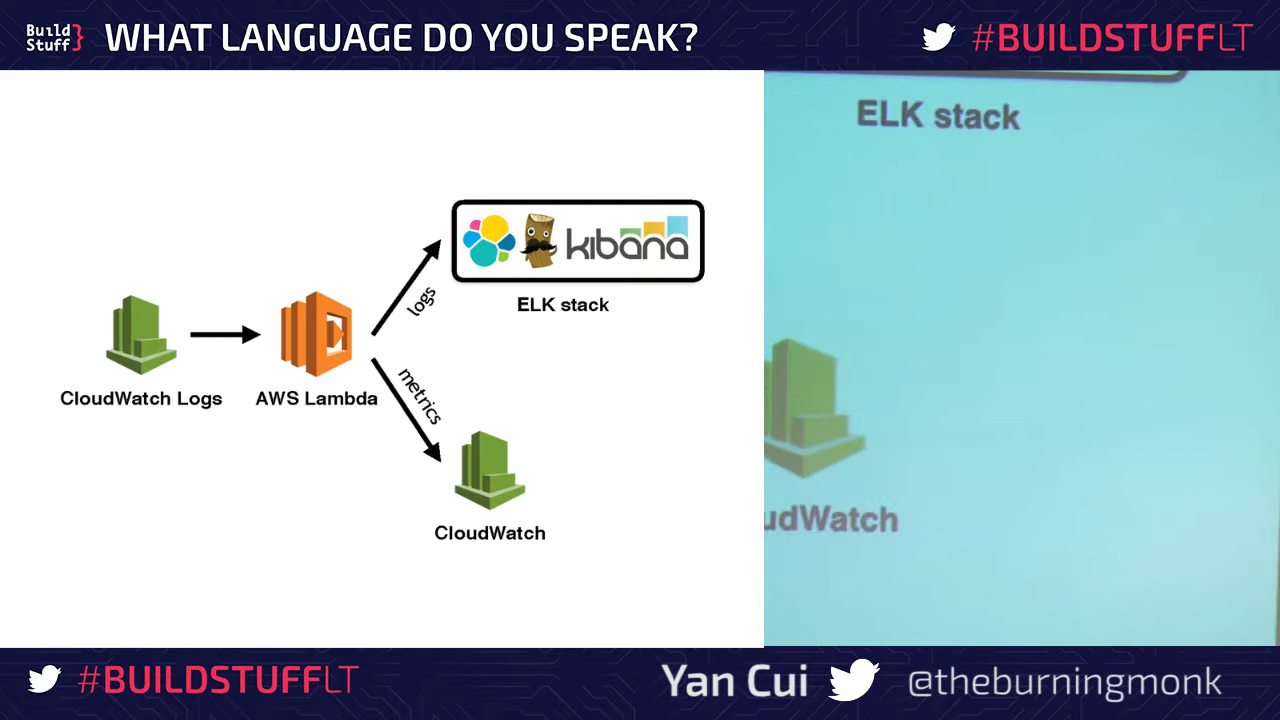 Build
Stuff}
WHAT LANGUAGE DO YOU SPEAK?
#BUILDSTUFFLT
kibana
ELK stack
logs
CloudWatch Logs
AWS Lambda
metrics
CloudWatch
ELK stack
udWatch
#BUILDSTUFFLT
Yan Cui
@theburningmonk